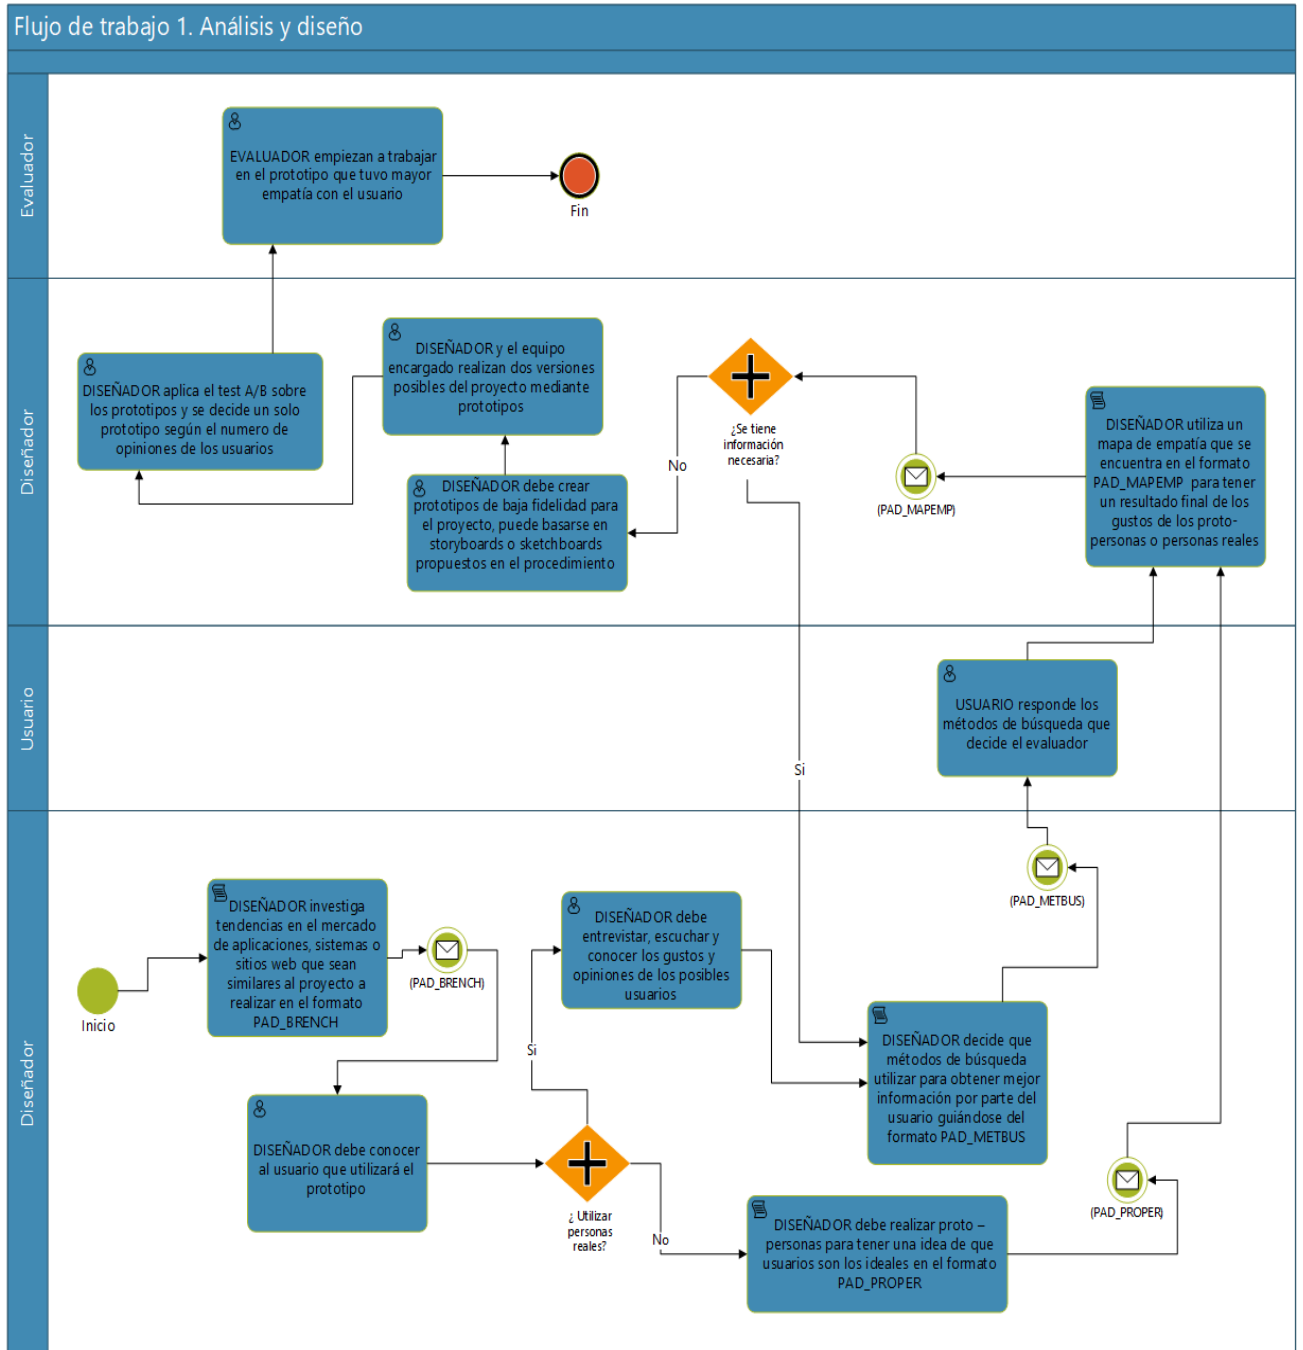 Flujo de trabajo 1. Análisis y diseño
Evaluador
EVALUADOR empiezan a trabajar
en el prototipo que tuvo mayor
empatía con el usuario
Fin
Diseñador
DISEÑADOR aplica el test A/B sobre
los prototipos y se decide un solo
prototipo según el numero de
opiniones de los usuarios
DISEÑADOR y el equipo
encargado realizan dos versiones
posibles del proyecto mediante
prototipos
DISEÑADOR debe crear
prototipos de baja fidelidad para
el proyecto, puede basarse en
storyboards o sketchboards
propuestos en el procedimiento
No
¿Se tiene
información
necesaria?
(PAD_MAPEMP)
DISEÑADOR utiliza un
mapa de empatía que se
encuentra en el formato
PAD_MAPEMP para tener
un resultado final de los
gustos de los proto-
personas o personas reales
Usuario
Si
USUARIO responde los
métodos de búsqueda que
decide el evaluador
Diseñador
Inicio
DISEÑADOR investiga
tendencias en el mercado
de aplicaciones, sistemas o
sitios web que sean
similares al proyecto a
realizar en el formato
PAD_BRENCH
(PAD_BRENCH)
DISEÑADOR debe conocer
al usuario que utilizará el
prototipo
Si
¿ Utilizar
personas
reales?
No
DISEÑADOR debe
entrevistar, escuchar y
conocer los gustos y
opiniones de los posibles
usuarios
DISEÑADOR decide que
métodos de búsqueda
utilizar para obtener mejor
información por parte del
usuario guiándose del
formato PAD_METBUS
(PAD_METBUS)
DISEÑADOR debe realizar proto –
personas para tener una idea de que
usuarios son los ideales en el formato
PAD_PROPER
(PAD_PROPER)